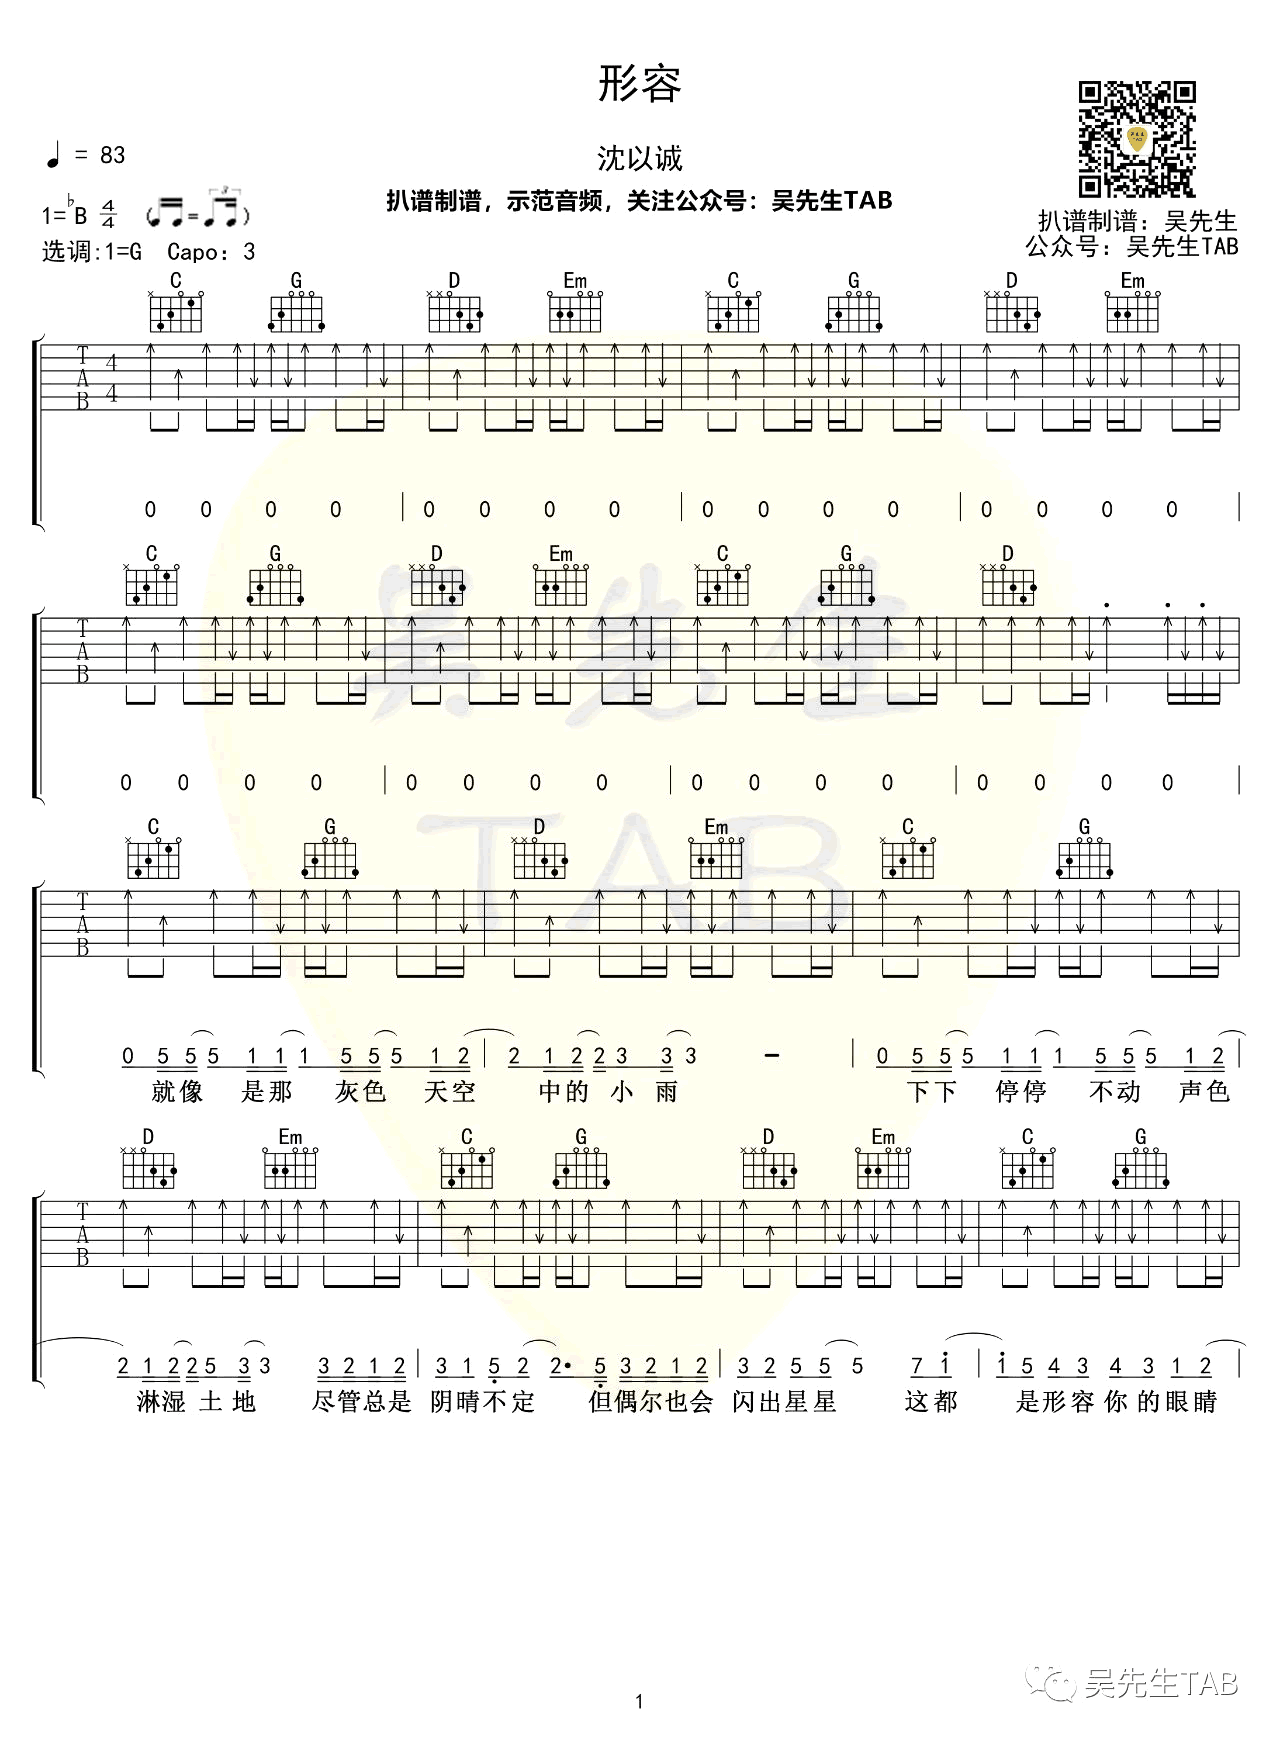 形容
沈以诚
扒谱制谱，示范音频，关注公众号：吴先生TAB
= 83
1=♭B 4/4 ( = 3 )
选调:1=G Capo：3
扒谱制谱：吴先生
公众号：吴先生TAB
C G D Em C G D Em
T A B 4 4
0 0 0 0 | 0 0 0 0 | 0 0 0 0 | 0 0 0 0 |
C G D Em C G D
T A B
0 0 0 0 | 0 0 0 0 | 0 0 0 0 | 0 0 0 0 |
C G D Em C G
T A B
0 5 5 5 1 1 1 5 5 5 1 2 | 2 1 2 2 3 3 3 － | 0 5 5 5 1 1 1 5 5 5 1 2 |
就像 是那 灰色 天空 中的 小 雨 下下 停停 不动 声色
D Em C G D Em C G
T A B
2 1 2 2 5 3 3 3 2 1 2 | 3 1 5̣ 2 2· 5̣ 3 2 1 2 | 3 2 5 5 5 7 1̇ | 1̇ 5 4 3 4 3 1 2 |
淋湿 土 地 尽管总是 阴晴不定 但偶尔也会 闪出星星 这都 是形容你的眼睛
吴先生
TAB
1
吴先生TAB